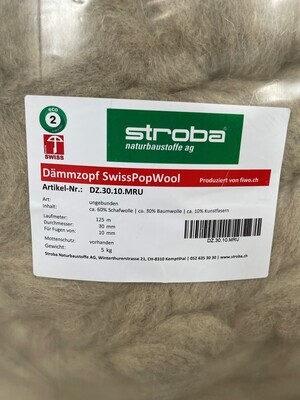 eco
2
SWISS
stroba
naturbaustoffe ag
Dämmzopf SwissPopWool
Produziert von fiwo.ch
Artikel-Nr.: DZ.30.10.MRU
Art: ungebunden
Inhalt: ca. 60% Schafwolle | ca. 30% Baumwolle | ca. 10% Kunstfasern
Laufmeter: 125 m
Durchmesser: 30 mm
Für Fugen von: 10 mm
Mottenschutz: vorhanden
Gewicht: 5 kg
DZ.30.10.MRU
Stroba Naturbaustoffe AG, Winterthurerstrasse 21, CH-8310 Kemptthal | 052 635 30 30 | www.stroba.ch